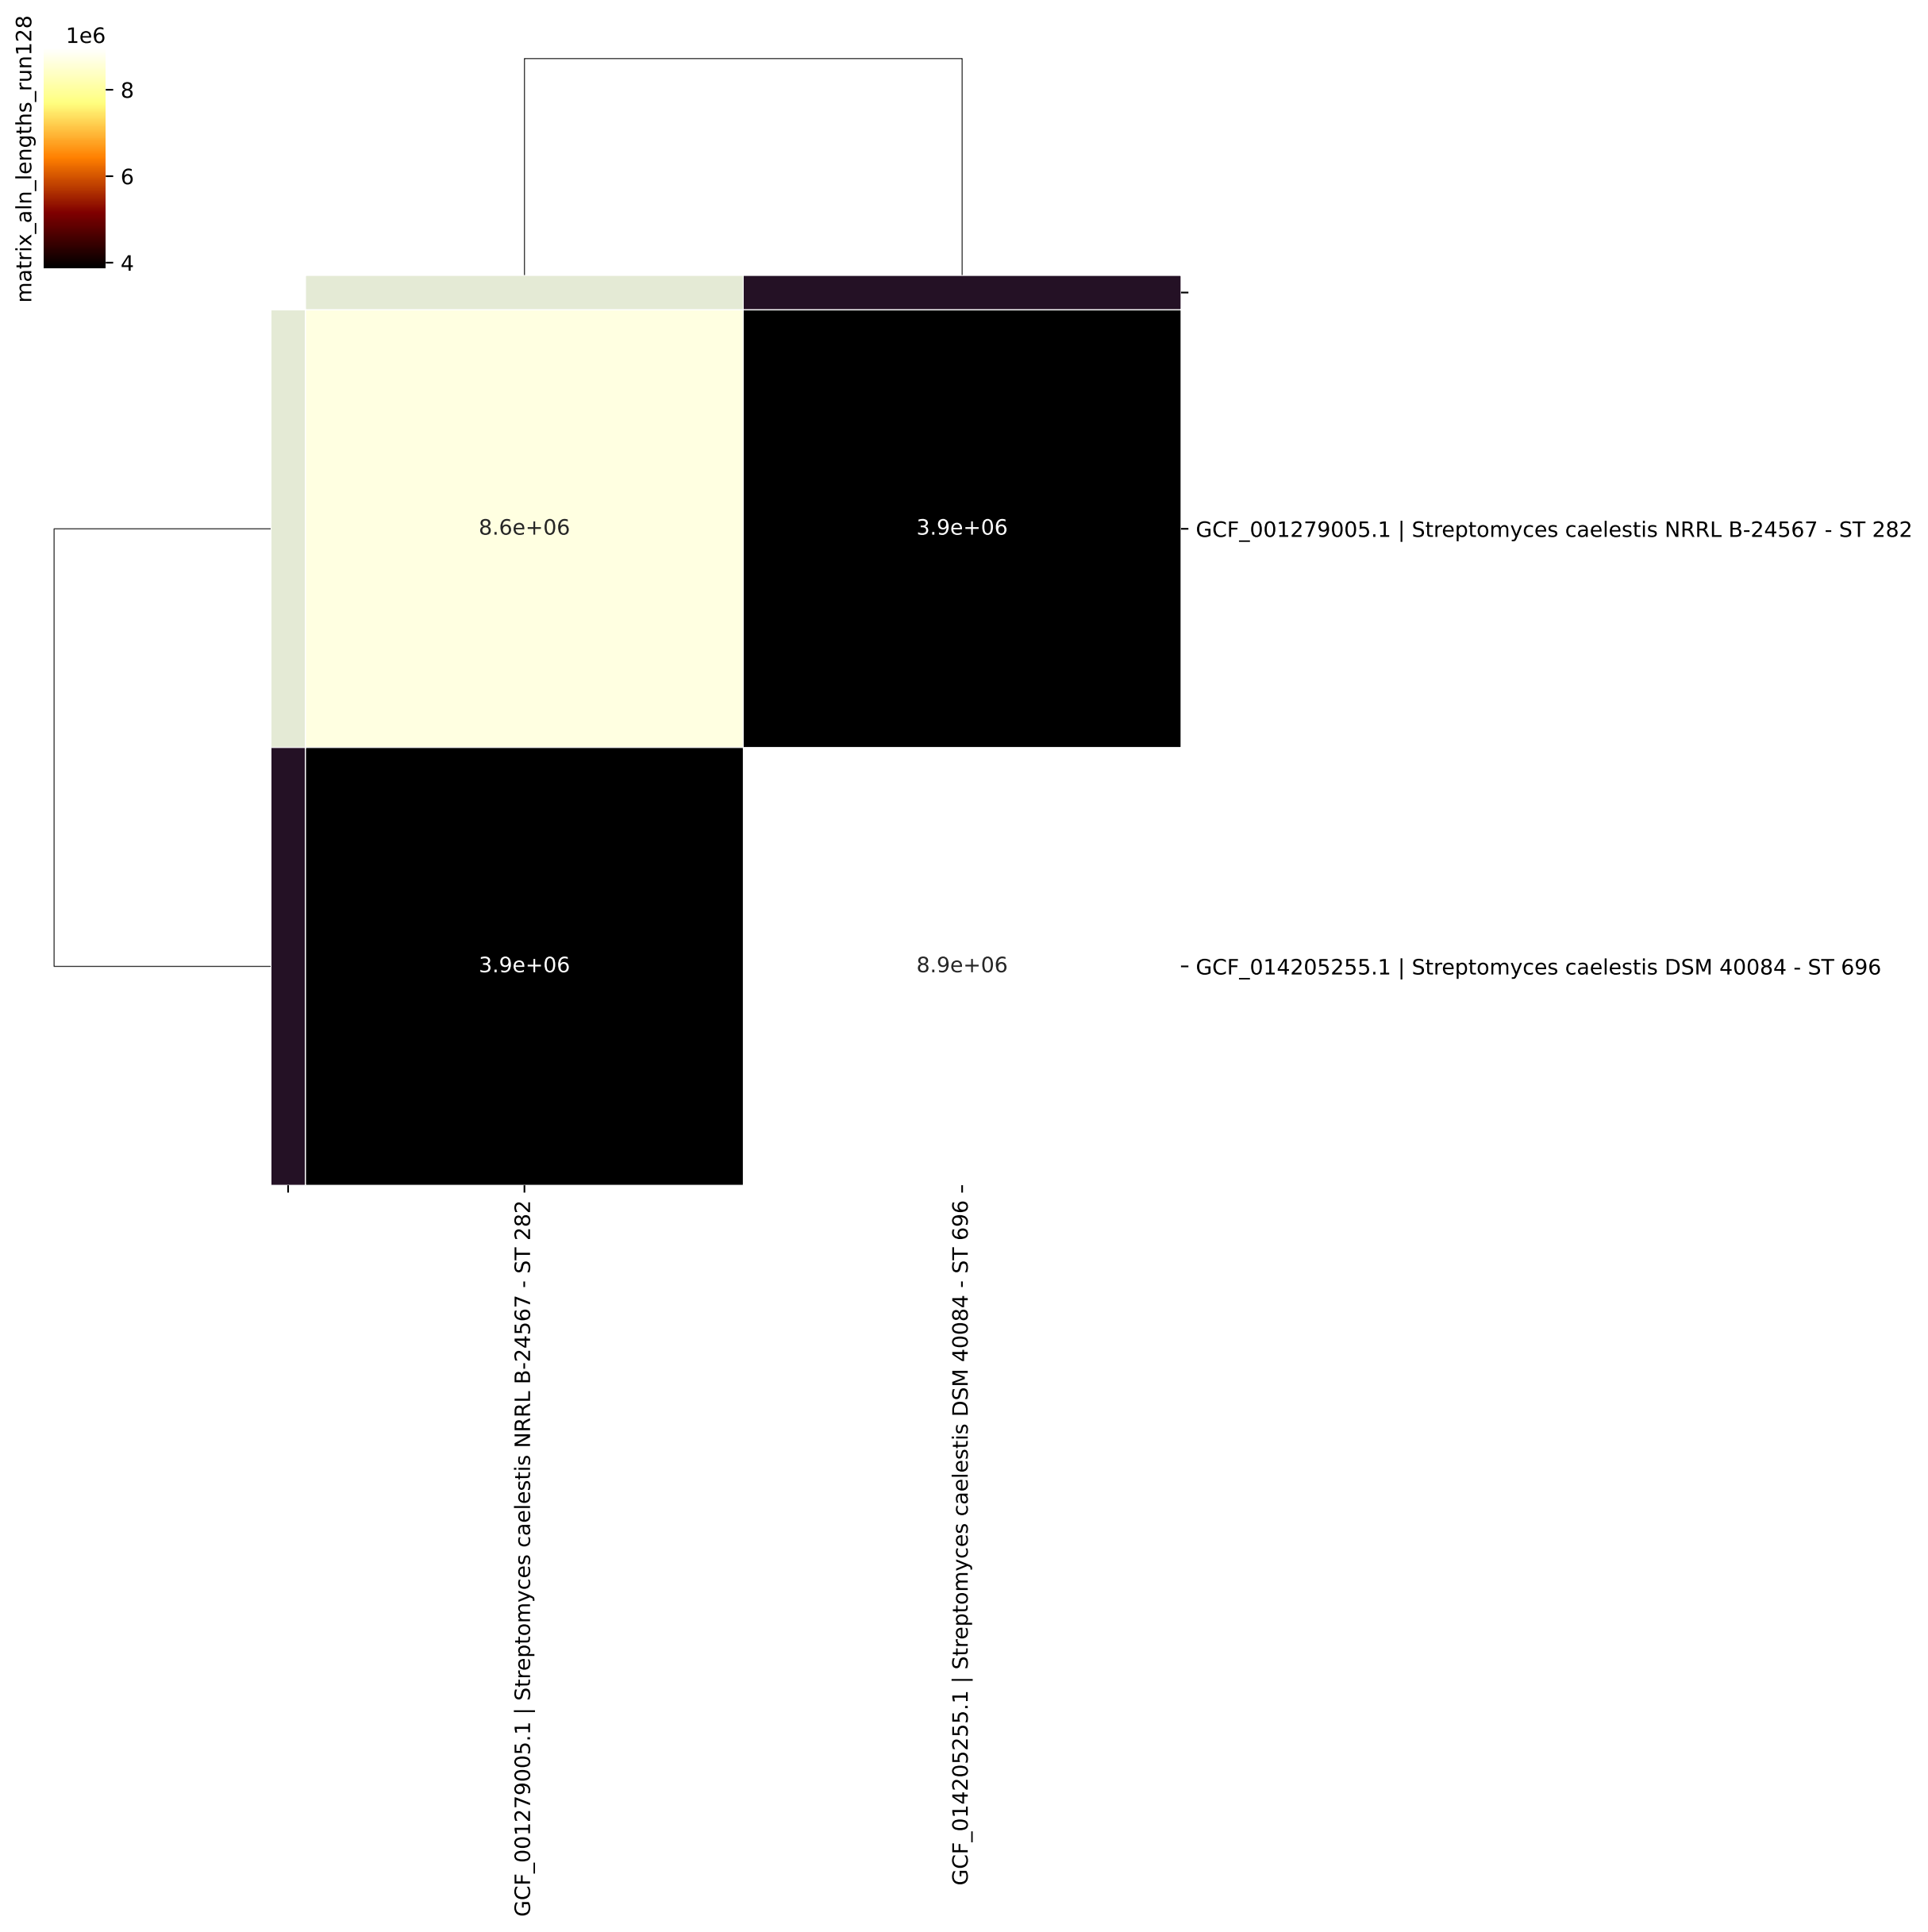 matrix_aln_lengths_run128
1e6
8
6
4
8.6e+06
3.9e+06
GCF_001279005.1 | Streptomyces caelestis NRRL B-24567 - ST 282
3.9e+06
8.9e+06
GCF_014205255.1 | Streptomyces caelestis DSM 40084 - ST 696
GCF_001279005.1 | Streptomyces caelestis NRRL B-24567 - ST 282
GCF_014205255.1 | Streptomyces caelestis DSM 40084 - ST 696